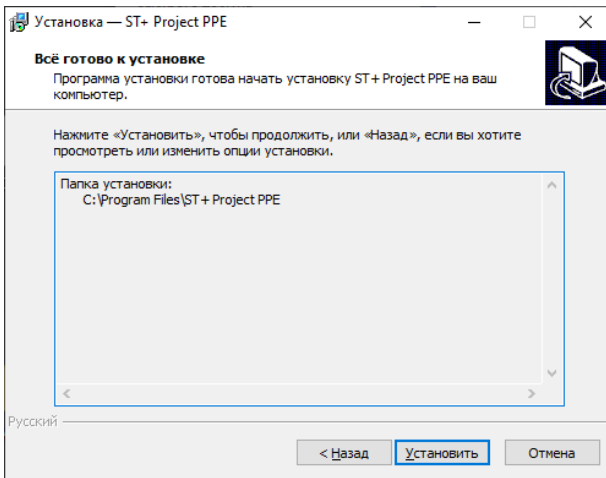 Установка — ST+ Project PPE
Всё готово к установке
Программа установки готова начать установку ST+ Project PPE на ваш
компьютер.
Нажмите «Установить», чтобы продолжить, или «Назад», если вы хотите
просмотреть или изменить опции установки.
Папка установки:
C:\Program Files\ST+ Project PPE
Русский
< Назад Установить Отмена